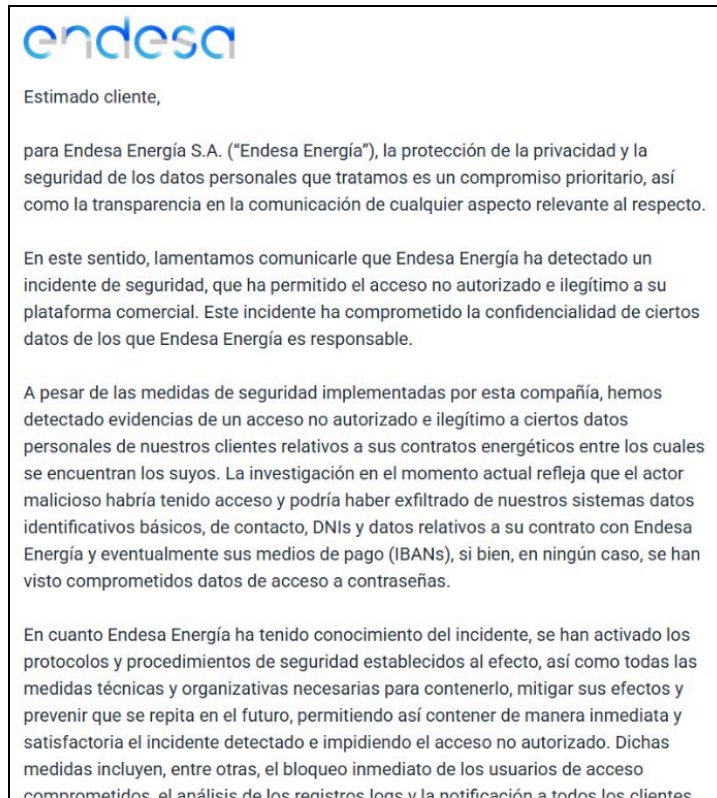 endesa
Estimado cliente,
para Endesa Energía S.A. (“Endesa Energía”), la protección de la privacidad y la
seguridad de los datos personales que tratamos es un compromiso prioritario, así
como la transparencia en la comunicación de cualquier aspecto relevante al respecto.
En este sentido, lamentamos comunicarle que Endesa Energía ha detectado un
incidente de seguridad, que ha permitido el acceso no autorizado e ilegítimo a su
plataforma comercial. Este incidente ha comprometido la confidencialidad de ciertos
datos de los que Endesa Energía es responsable.
A pesar de las medidas de seguridad implementadas por esta compañía, hemos
detectado evidencias de un acceso no autorizado e ilegítimo a ciertos datos
personales de nuestros clientes relativos a sus contratos energéticos entre los cuales
se encuentran los suyos. La investigación en el momento actual refleja que el actor
malicioso habría tenido acceso y podría haber exfiltrado de nuestros sistemas datos
identificativos básicos, de contacto, DNIs y datos relativos a su contrato con Endesa
Energía y eventualmente sus medios de pago (IBANs), si bien, en ningún caso, se han
visto comprometidos datos de acceso a contraseñas.
En cuanto Endesa Energía ha tenido conocimiento del incidente, se han activado los
protocolos y procedimientos de seguridad establecidos al efecto, así como todas las
medidas técnicas y organizativas necesarias para contenerlo, mitigar sus efectos y
prevenir que se repita en el futuro, permitiendo así contener de manera inmediata y
satisfactoria el incidente detectado e impidiendo el acceso no autorizado. Dichas
medidas incluyen, entre otras, el bloqueo inmediato de los usuarios de acceso
comprometidos, el análisis de los registros logs y la notificación a todos los clientes